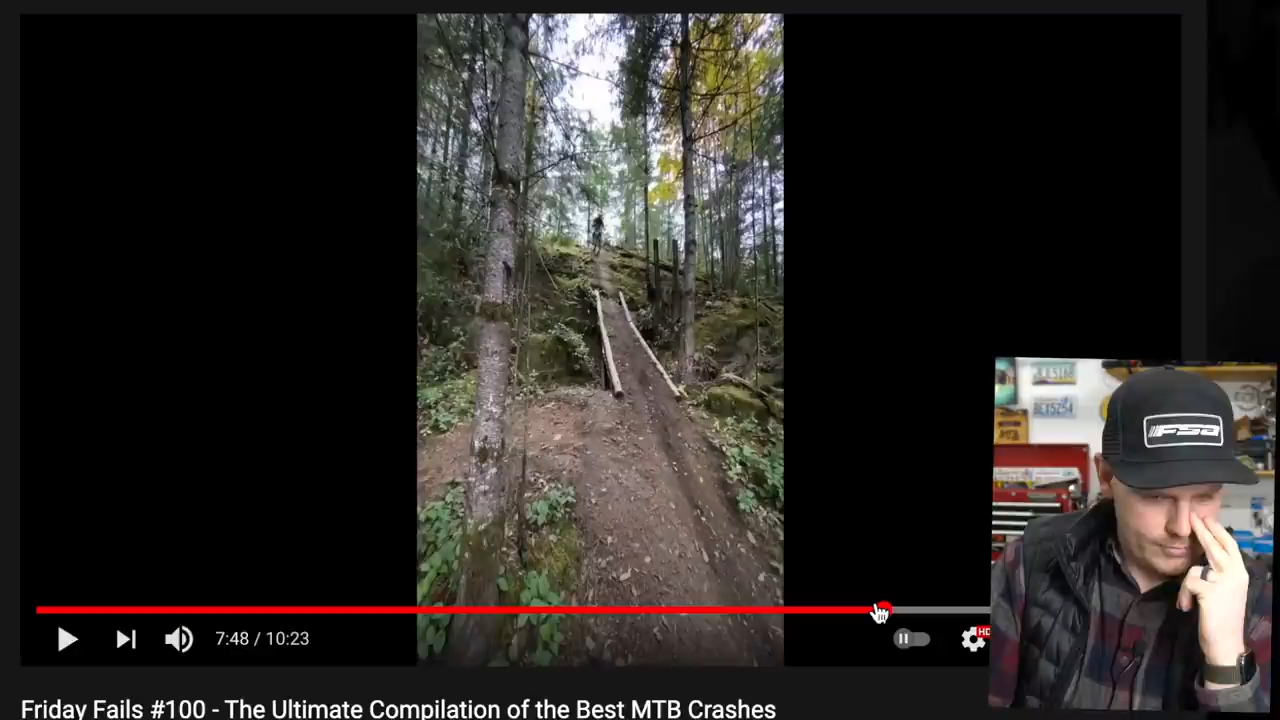 FSA
7:48 / 10:23
HD
Friday Fails #100 - The Ultimate Compilation of the Best MTB Crashes